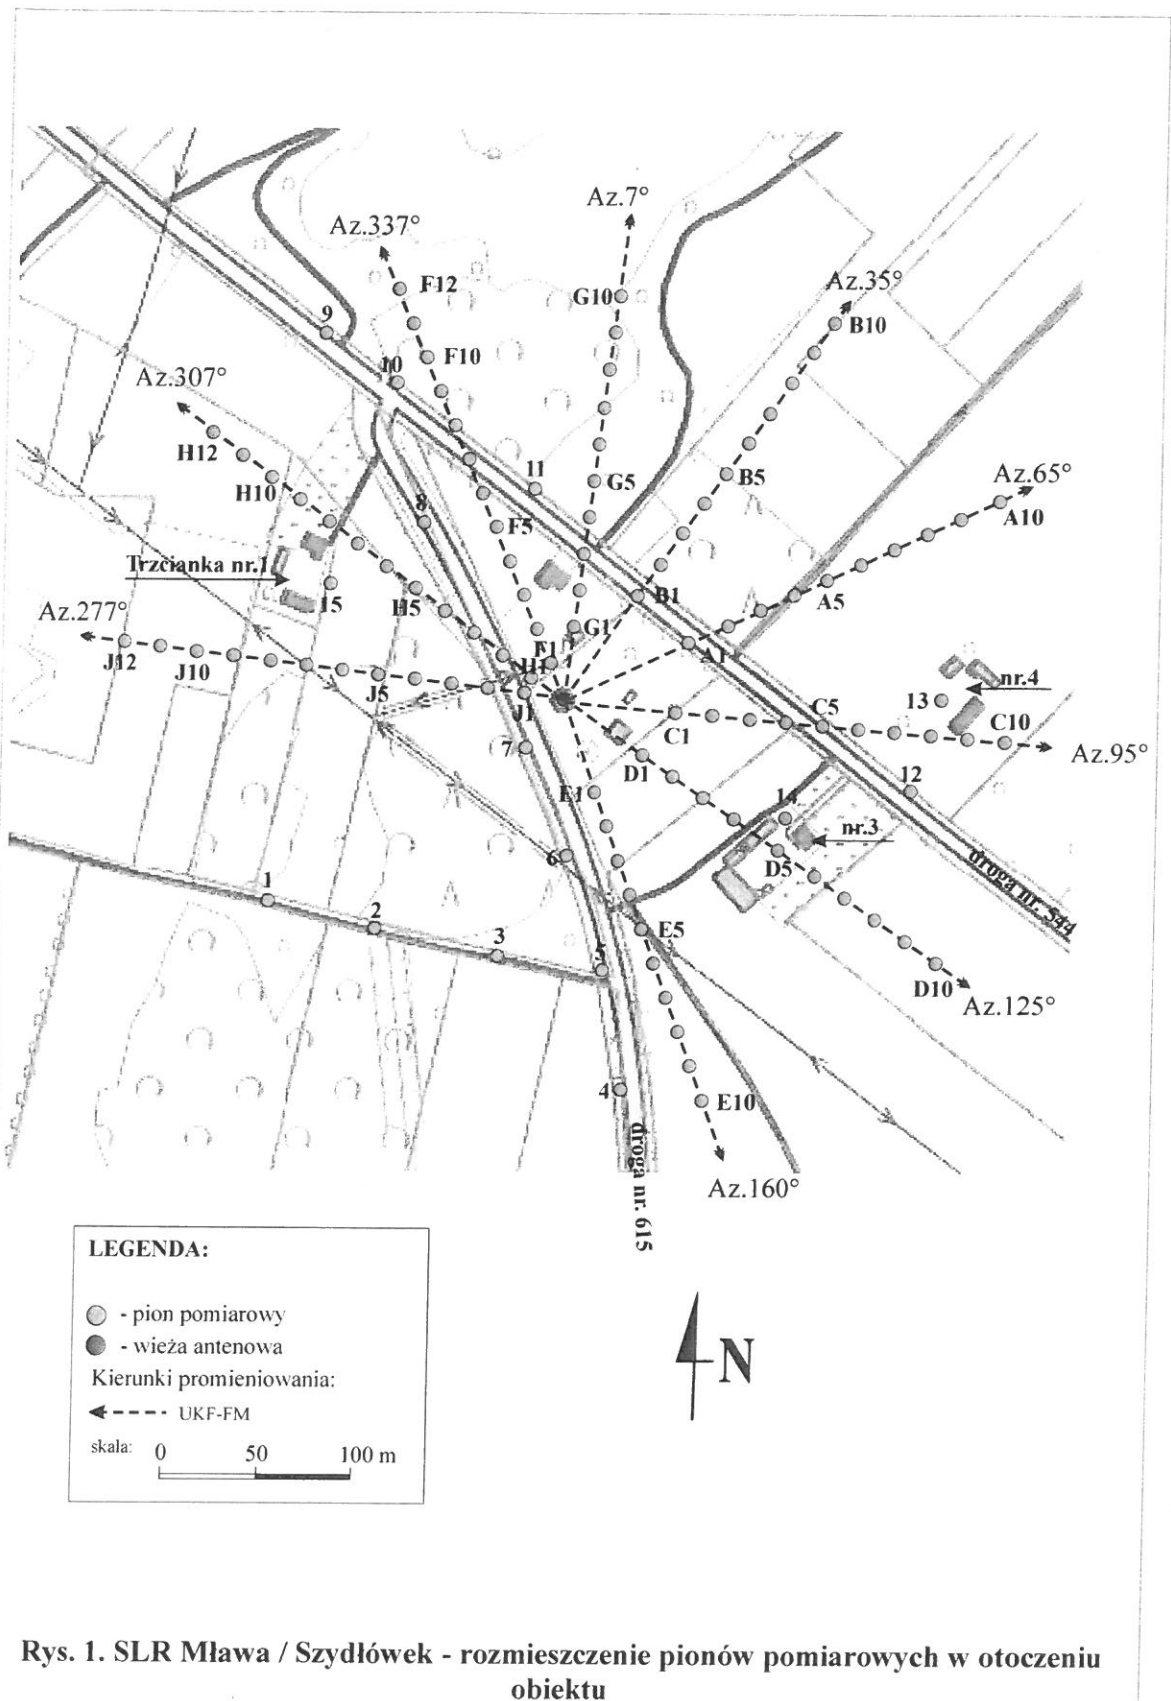 Az.7°
Az.337°
F12
G10
Az.35°
B10
9
F10
10
Az.307°
H12
B5
Az.65°
11
G5
H10
A10
8
F5
Trzcianka nr.1
15
H5
B1
A5
Az.277°
G1
F1
A1
J12
J10
H1
nr.4
J5
J1
13
C5
C1
C10
7
Az.95°
D1
12
E1
14
nr.3
6
D5
droga nr. 544
1
2
E5
3
5
D10
Az.125°
4
E10
droga nr. 615
Az.160°
LEGENDA:
- pion pomiarowy
- wieża antenowa
Kierunki promieniowania:
UKF-FM
skala: 0 50 100 m
N
Rys. 1. SLR Mława / Szydłówek - rozmieszczenie pionów pomiarowych w otoczeniu
obiektu